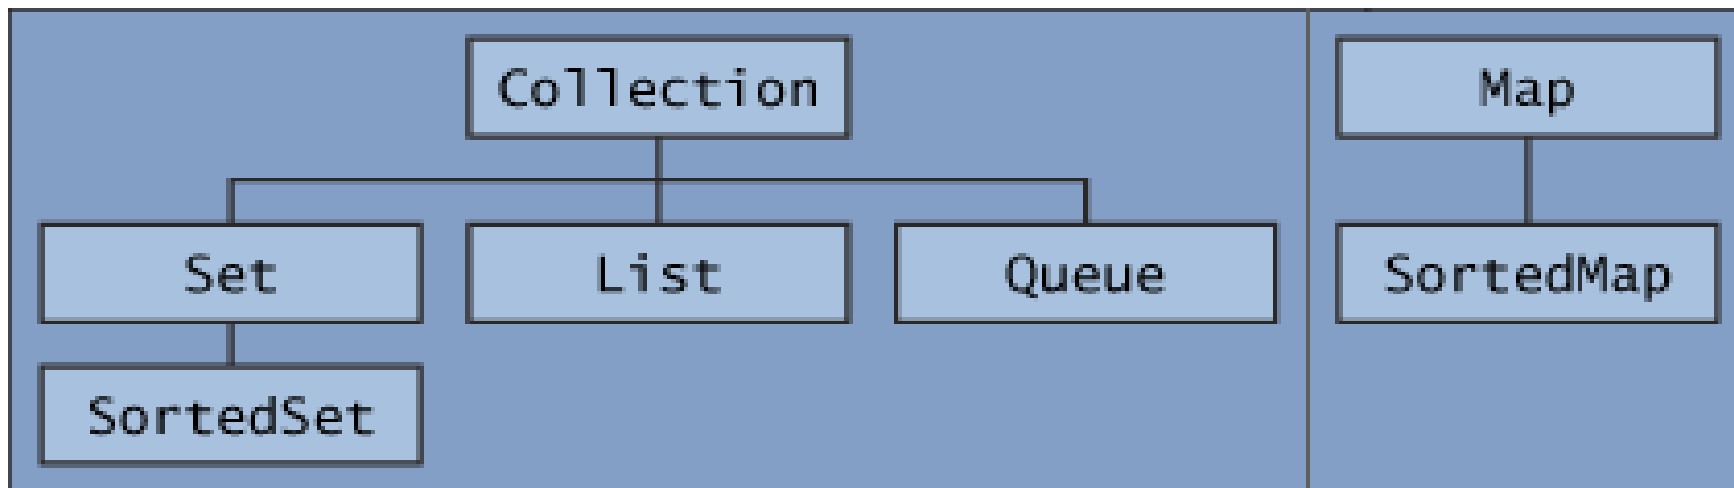 Collection
Map
Set
List
Queue
SortedMap
SortedSet